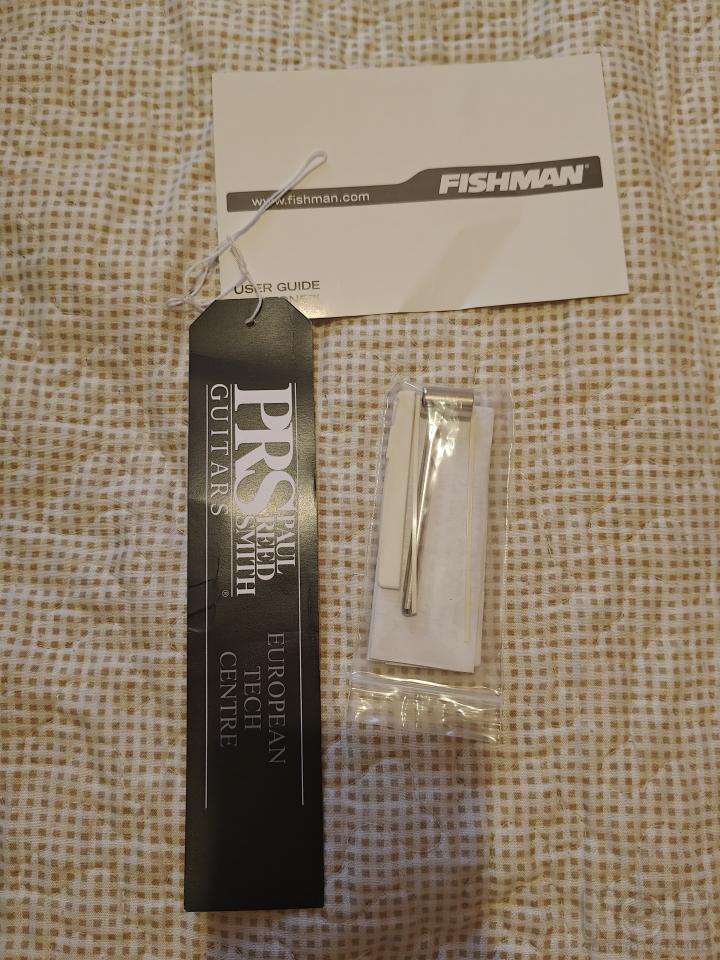 www.fishman.com
FISHMAN®
USER GUIDE
PRS
PAUL
REED
SMITH®
GUITARS
EUROPEAN
TECH
CENTRE